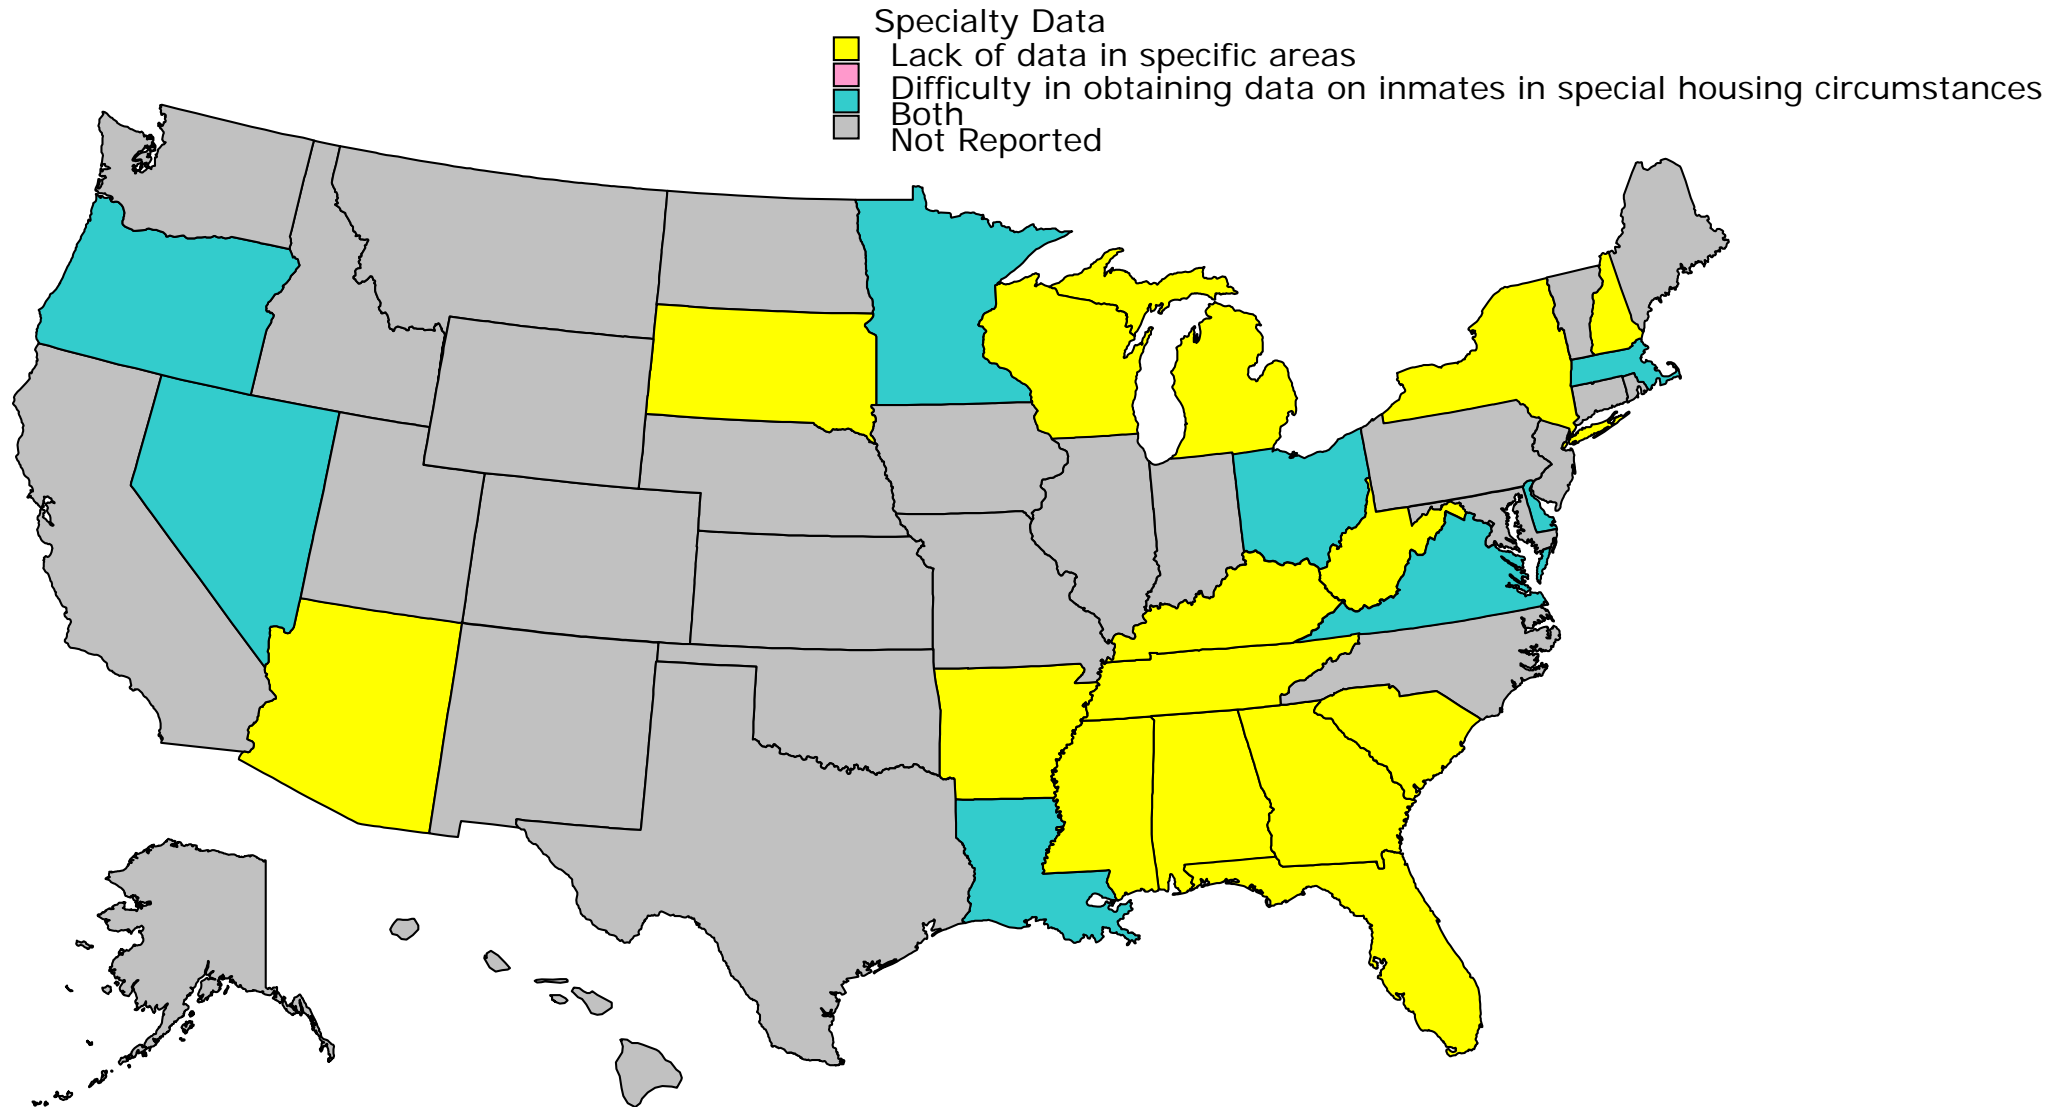 Specialty Data
Lack of data in specific areas
Difficulty in obtaining data on inmates in special housing circumstances
Both
Not Reported